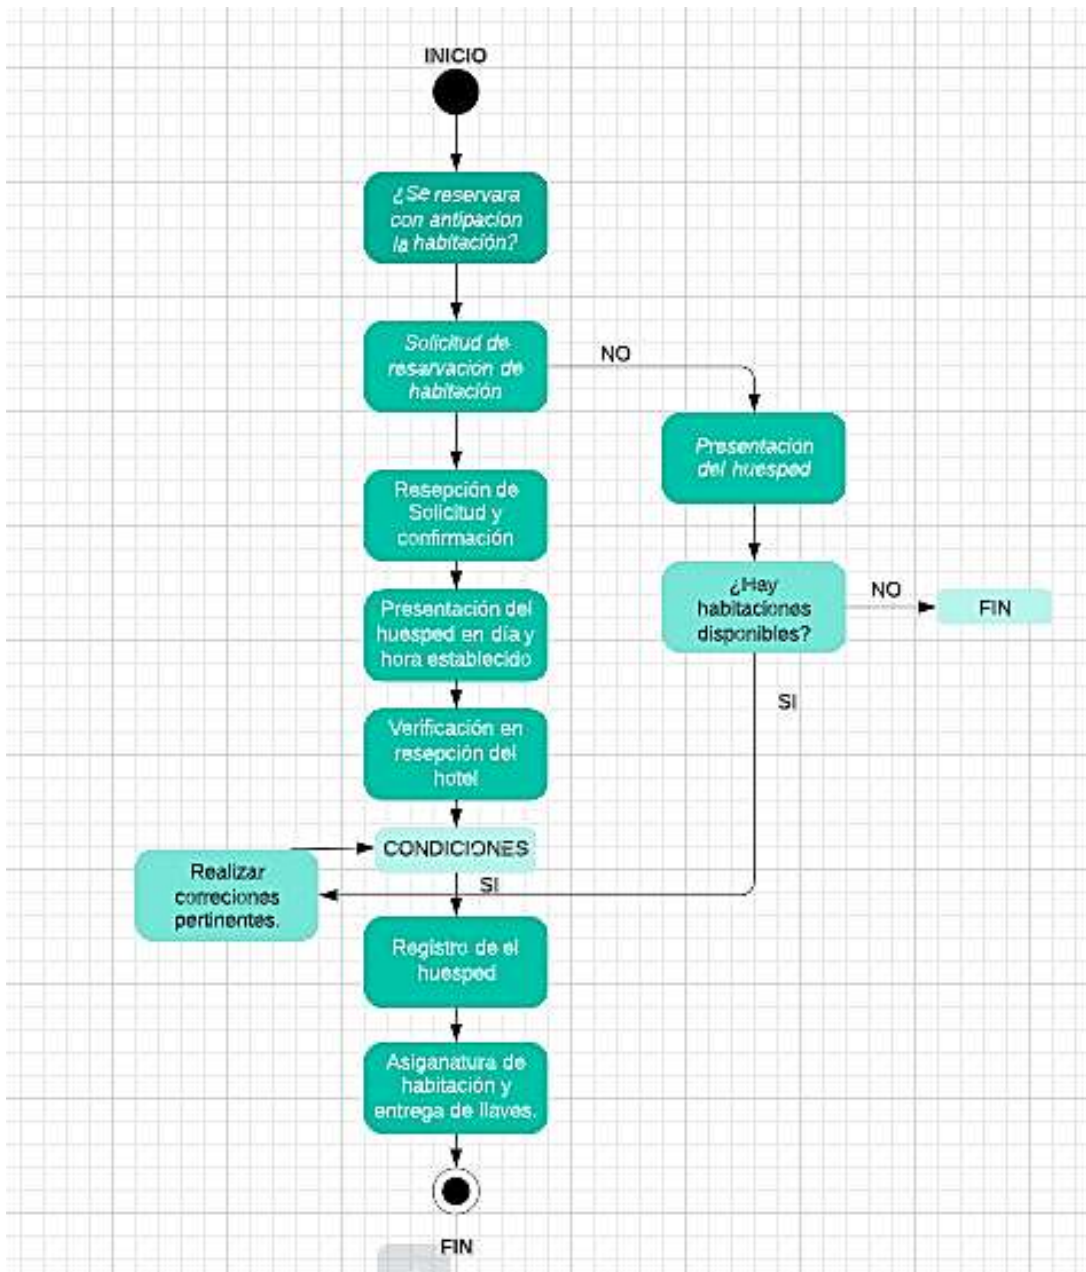 INICIO
¿Se reservara
con antipacion
la habitación?
Solicitud de
resarvacion de
habitación
NO
Presentacion
del huesped
Resepción de
Solicitud y
confirmación
¿Hay
habitaciones
disponibles?
NO
FIN
Presentación del
huesped en día y
hora establecido
SI
Verificación en
resepción del
hotel
CONDICIONES
Realizar
correciones
pertinentes.
SI
Registro de el
huesped
Asiganatura de
habitación y
entrega de llaves.
FIN